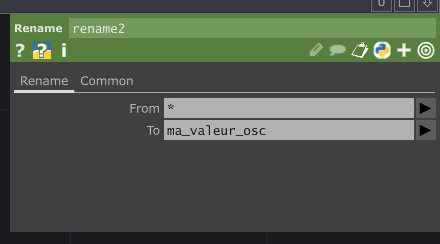 Rename rename2
? ? i
Rename Common
From *
To ma_valeur_osc